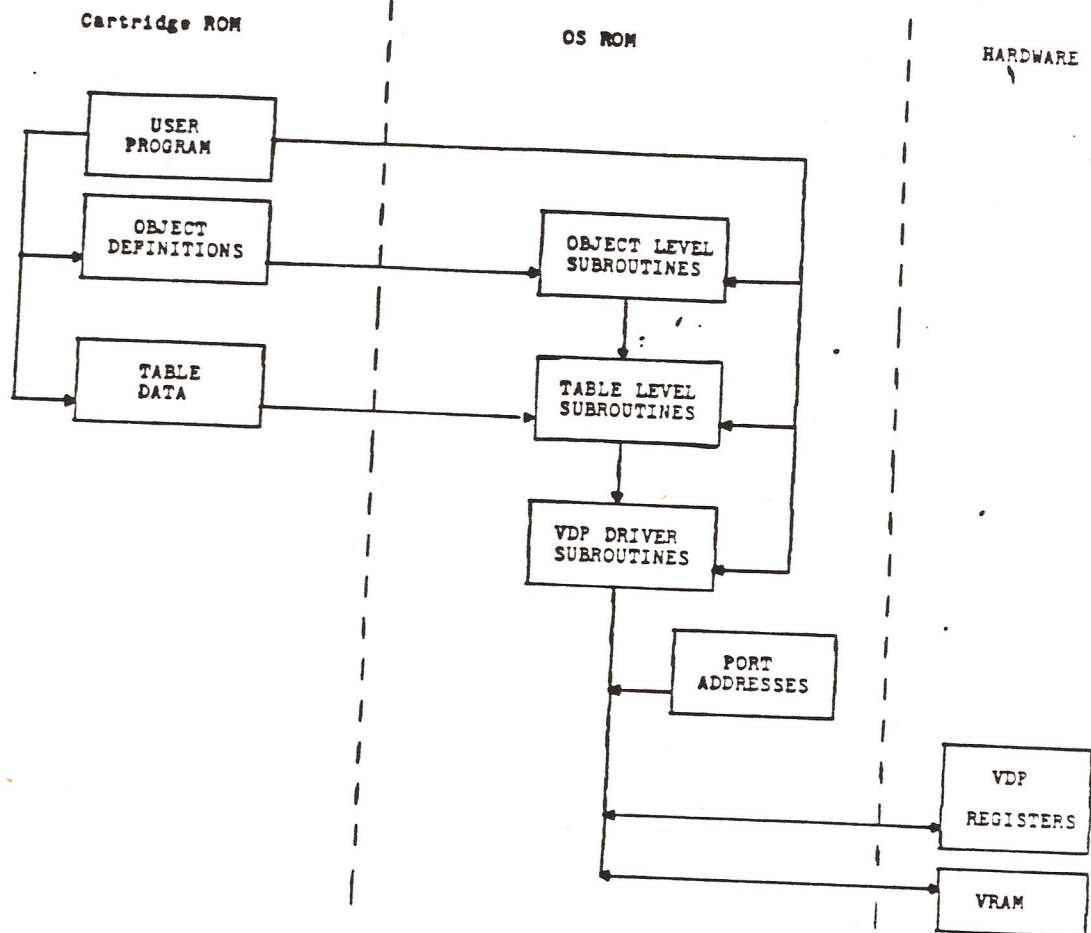 Cartridge ROM
OS ROM
HARDWARE
USER
PROGRAM
OBJECT
DEFINITIONS
OBJECT LEVEL
SUBROUTINES
TABLE
DATA
TABLE LEVEL
SUBROUTINES
VDP DRIVER
SUBROUTINES
PORT
ADDRESSES
VDP
REGISTERS
VRAM